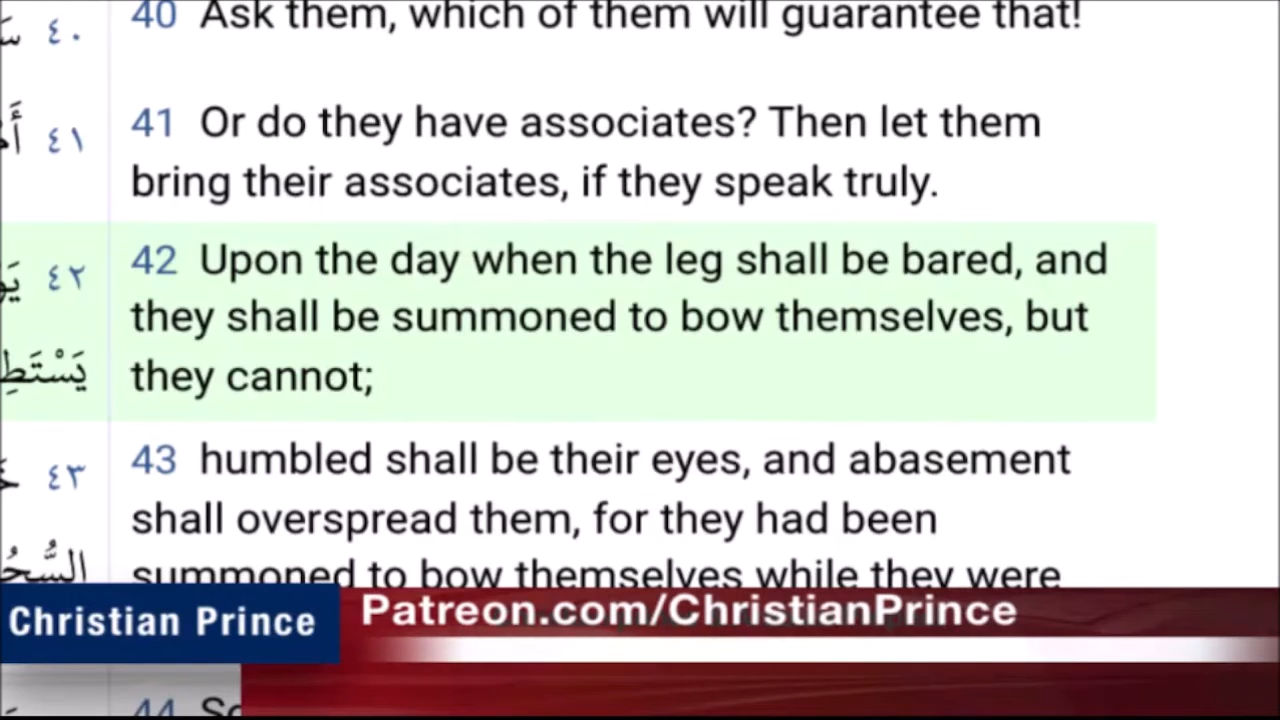 ٤٠ 40 Ask them, which of them will guarantee that!
٤١ 41 Or do they have associates? Then let them
bring their associates, if they speak truly.
٤٢ 42 Upon the day when the leg shall be bared, and
they shall be summoned to bow themselves, but
they cannot;
٤٣ 43 humbled shall be their eyes, and abasement
shall overspread them, for they had been
summoned to bow themselves while they were
Christian Prince
Patreon.com/ChristianPrince
44